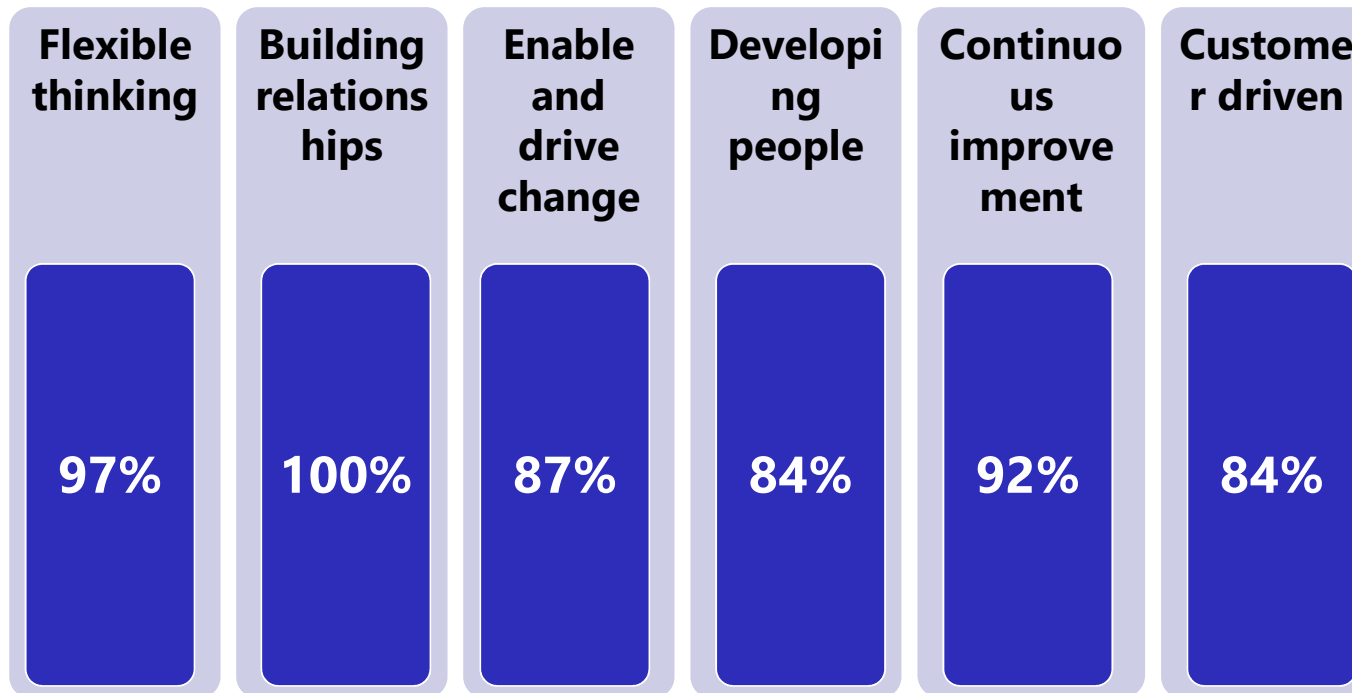 Flexible
thinking
97%
Building
relations
hips
100%
Enable
and
drive
change
87%
Developi
ng
people
84%
Continuo
us
improve
ment
92%
Custome
r driven
84%